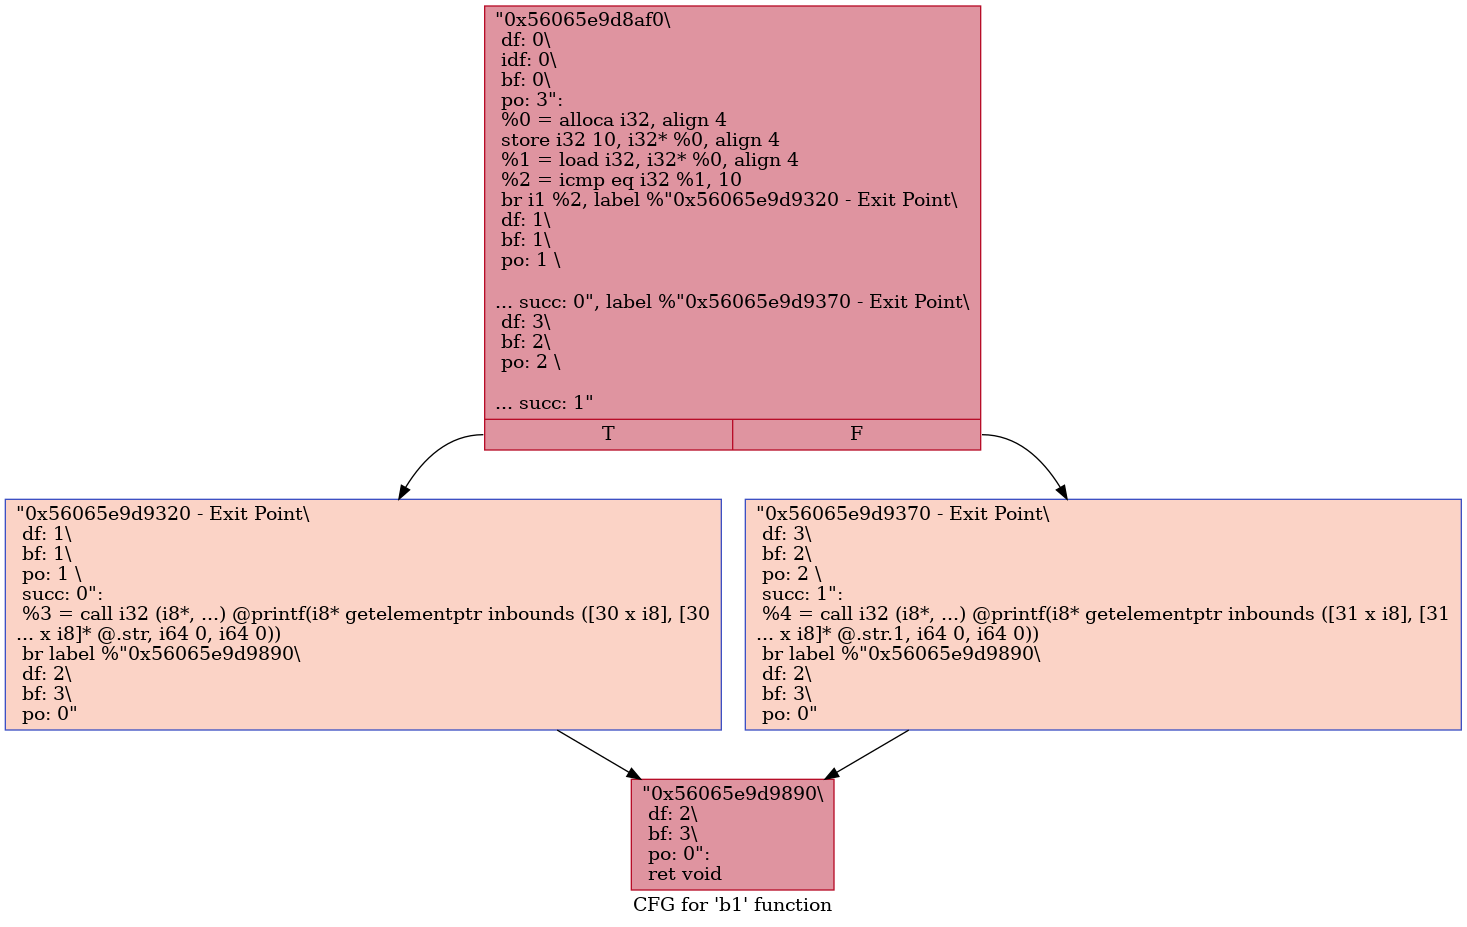 "0x56065e9d8af0\
df: 0\
idf: 0\
bf: 0\
po: 3":
%0 = alloca i32, align 4
store i32 10, i32* %0, align 4
%1 = load i32, i32* %0, align 4
%2 = icmp eq i32 %1, 10
br i1 %2, label %"0x56065e9d9320 - Exit Point\
df: 1\
bf: 1\
po: 1 \
... succ: 0", label %"0x56065e9d9370 - Exit Point\
df: 3\
bf: 2\
po: 2 \
... succ: 1"
T
F
"0x56065e9d9320 - Exit Point\
df: 1\
bf: 1\
po: 1 \
succ: 0":
%3 = call i32 (i8*, ...) @printf(i8* getelementptr inbounds ([30 x i8], [30
... x i8]* @.str, i64 0, i64 0))
br label %"0x56065e9d9890\
df: 2\
bf: 3\
po: 0"
"0x56065e9d9370 - Exit Point\
df: 3\
bf: 2\
po: 2 \
succ: 1":
%4 = call i32 (i8*, ...) @printf(i8* getelementptr inbounds ([31 x i8], [31
... x i8]* @.str.1, i64 0, i64 0))
br label %"0x56065e9d9890\
df: 2\
bf: 3\
po: 0"
"0x56065e9d9890\
df: 2\
bf: 3\
po: 0":
ret void
CFG for 'b1' function